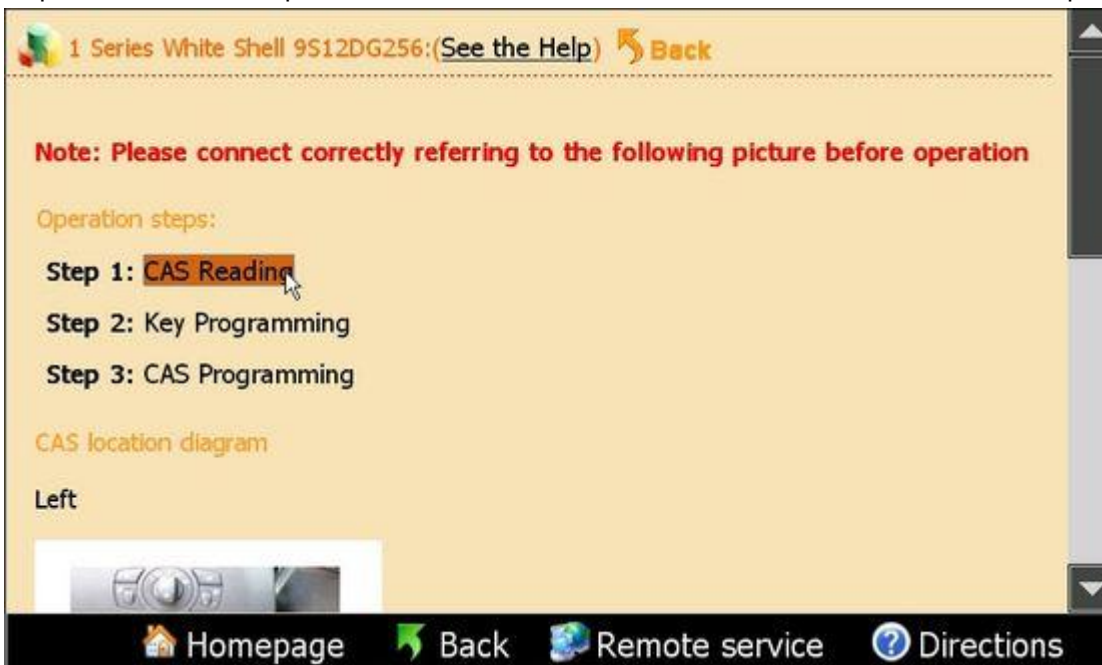 1 Series White Shell 9S12DG256:(See the Help) Back
Note: Please connect correctly referring to the following picture before operation
Operation steps:
Step 1: CAS Reading
Step 2: Key Programming
Step 3: CAS Programming
CAS location diagram
Left
Homepage Back Remote service Directions